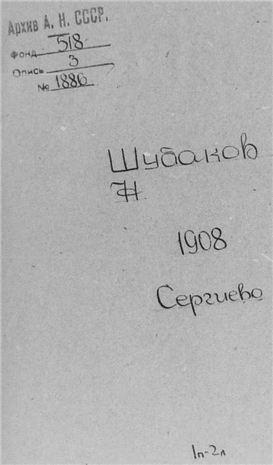 Архив А. Н. СССР.
Фонд 518
Опись 3
№ 1886
Шубаков
Н.
1908
Сергиево
1п-2л